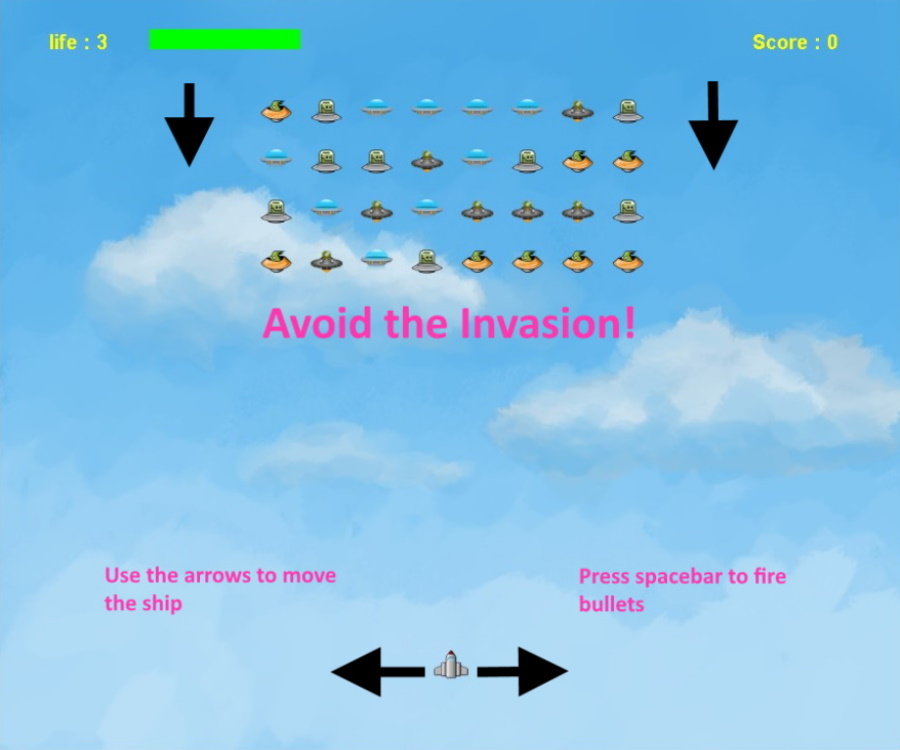 life : 3
Score : 0
Avoid the Invasion!
Use the arrows to move
the ship
Press spacebar to fire
bullets